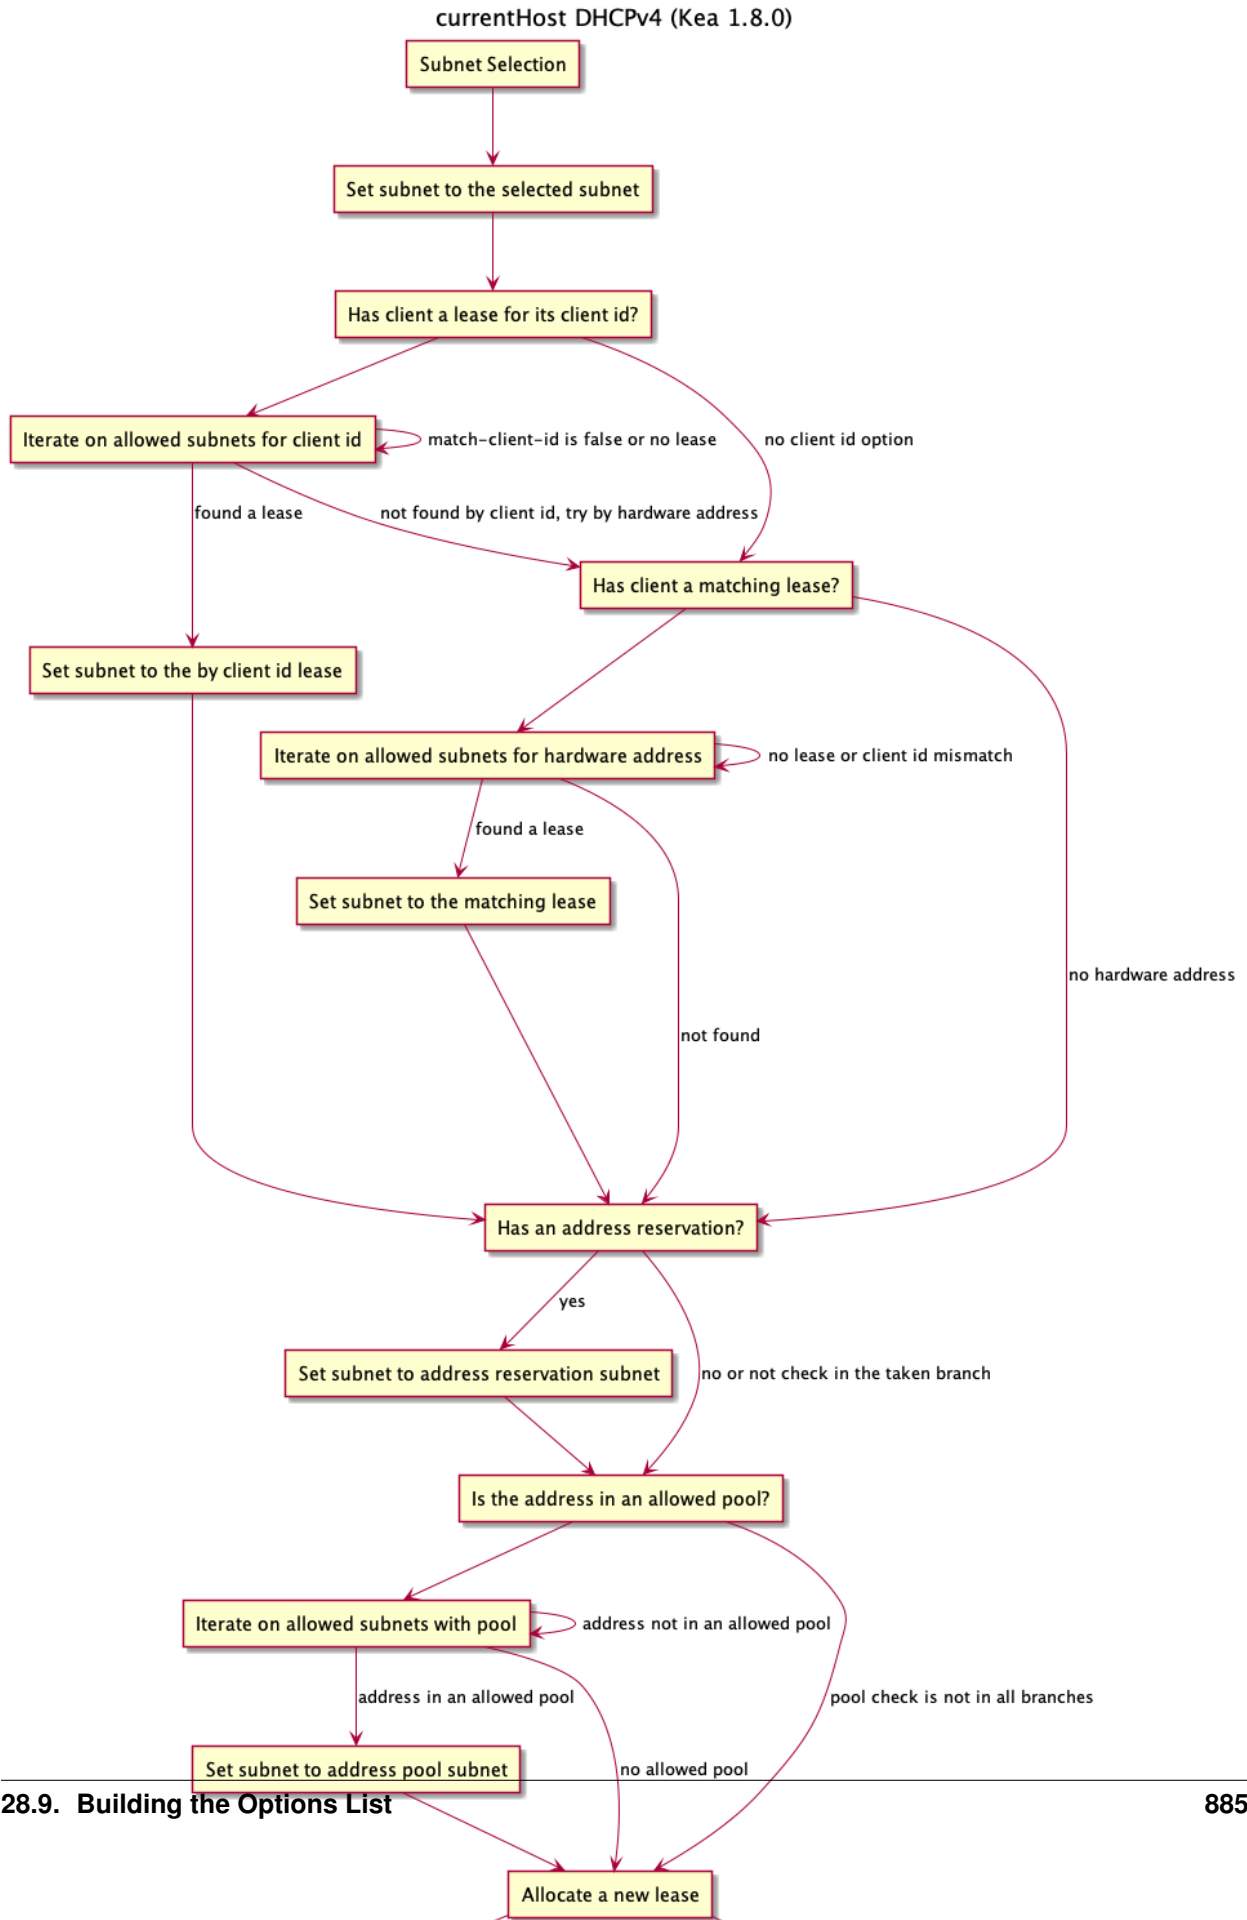 currentHost DHCPv4 (Kea 1.8.0)
Subnet Selection
Set subnet to the selected subnet
Has client a lease for its client id?
Iterate on allowed subnets for client id
match-client-id is false or no lease
no client id option
found a lease
not found by client id, try by hardware address
Has client a matching lease?
Set subnet to the by client id lease
Iterate on allowed subnets for hardware address
no lease or client id mismatch
found a lease
Set subnet to the matching lease
no hardware address
not found
Has an address reservation?
yes
Set subnet to address reservation subnet
no or not check in the taken branch
Is the address in an allowed pool?
Iterate on allowed subnets with pool
address not in an allowed pool
address in an allowed pool
pool check is not in all branches
Set subnet to address pool subnet
no allowed pool
28.9. Building the Options List
885
Allocate a new lease